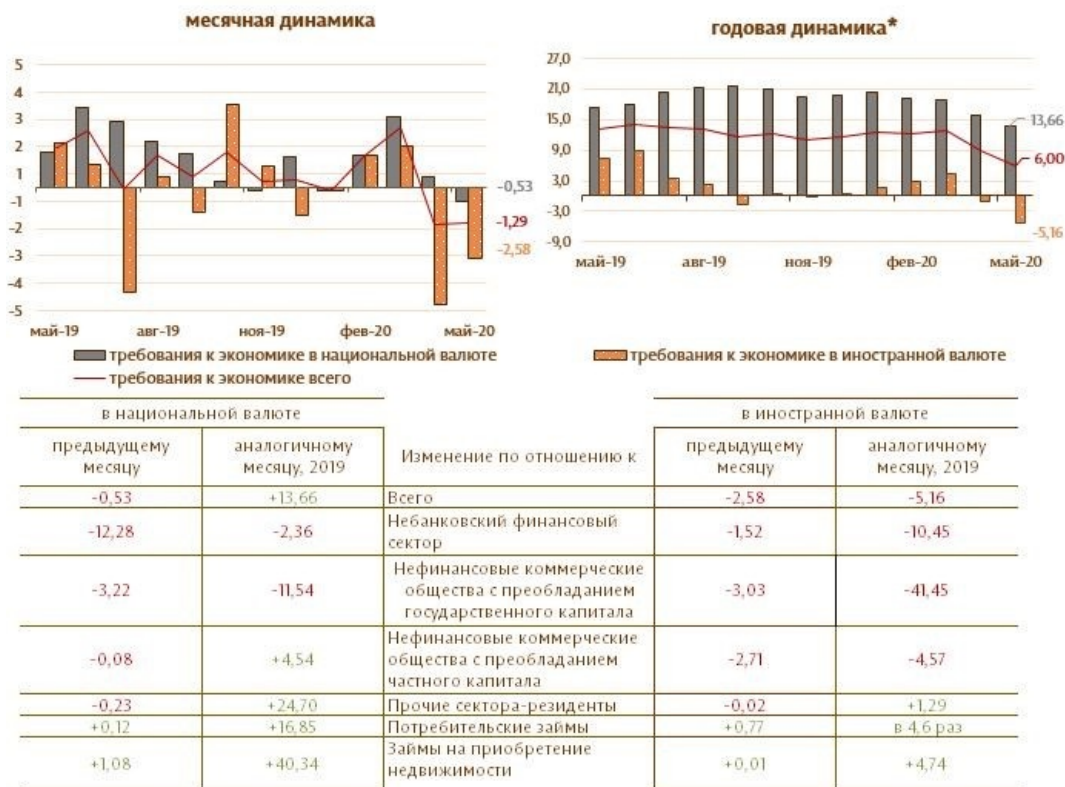 месячная динамика
5
4
3
2
1
-1
-2
-3
-4
-5
-0,53
-1,29
-2,58
май-19
авг-19
ноя-19
фев-20
май-20
годовая динамика*
27,0
21,0
15,0
9,0
3,0
-3,0
-9,0
13,66
6,00
-5,16
май-19
авг-19
ноя-19
фев-20
май-20
требования к экономике в национальной валюте
требования к экономике в иностранной валюте
требования к экономике всего
в национальной валюте
в иностранной валюте
предыдущему
месяцу
аналогичному
месяцу, 2019
Изменение по отношению к
предыдущему
месяцу
аналогичному
месяцу, 2019
-0,53 +13,66 Всего -2,58 -5,16
-12,28 -2,36 Небанковский финансовый
сектор -1,52 -10,45
-3,22 -11,54 Нефинансовые коммерческие
общества с преобладанием
государственного капитала -3,03 -41,45
-0,08 +4,54 Нефинансовые коммерческие
общества с преобладанием
частного капитала -2,71 -4,57
-0,23 +24,70 Прочие сектора-резиденты -0,02 +1,29
+0,12 +16,85 Потребительские займы +0,77 в 4,6 раз
+1,08 +40,34 Займы на приобретение
недвижимости +0,01 +4,74